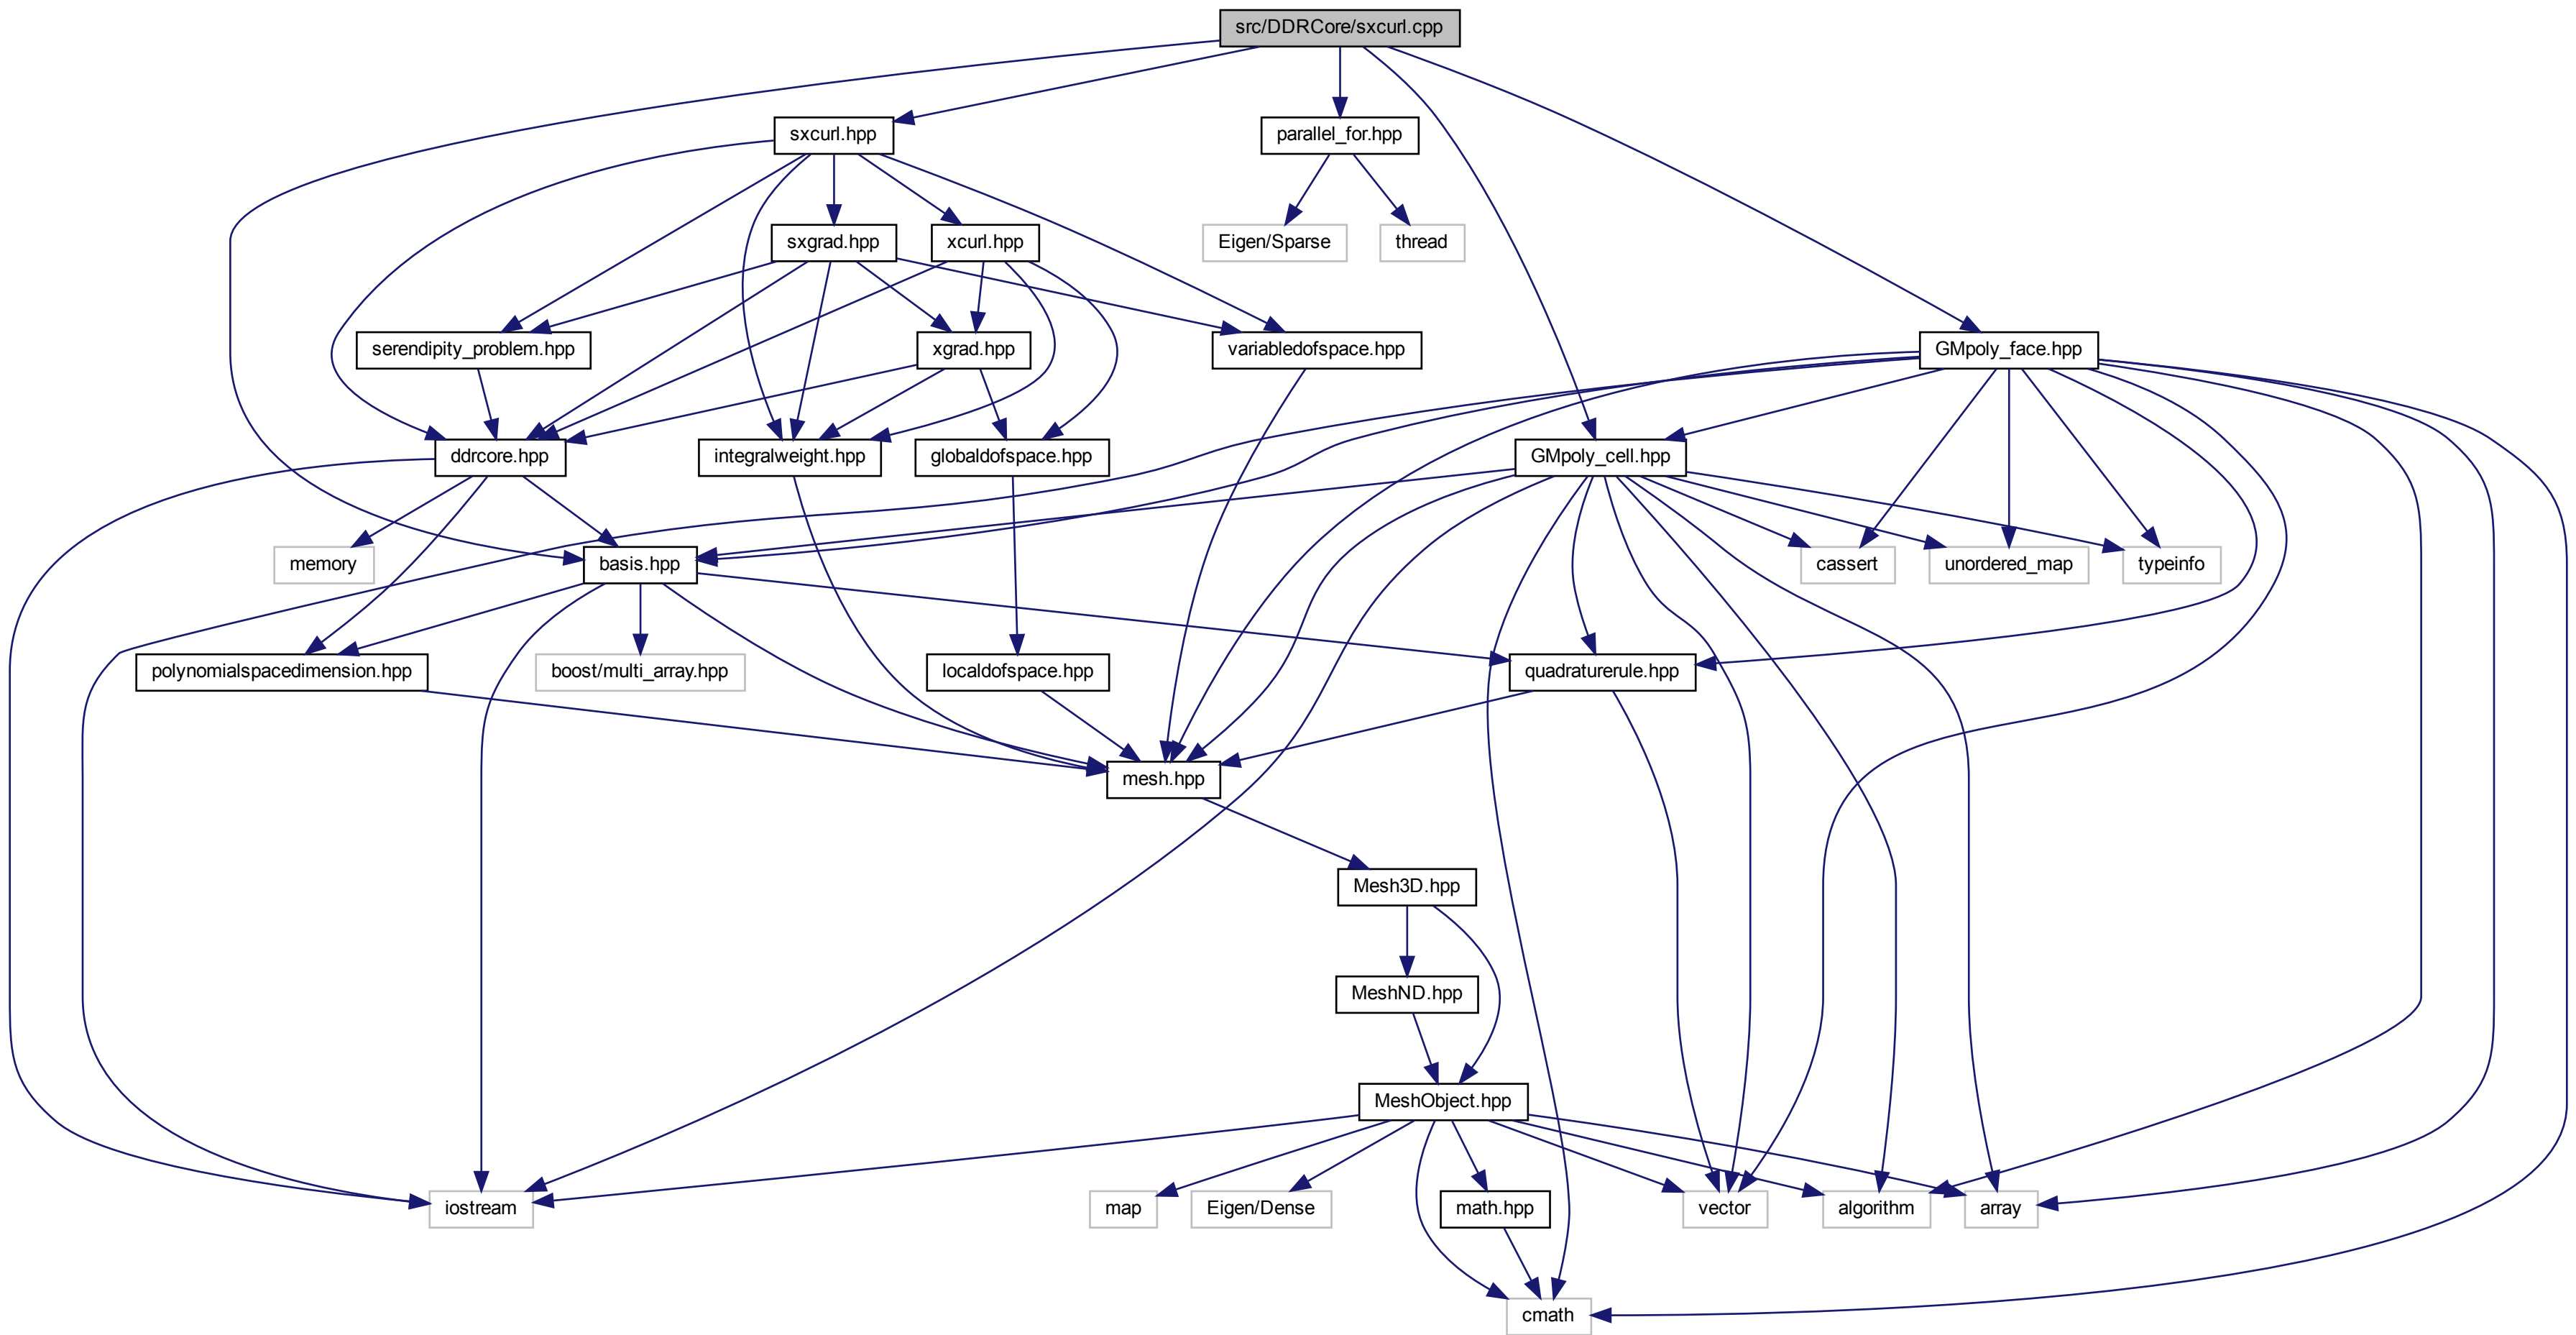 src/DDRCore/sxcurl.cpp
sxcurl.hpp
parallel_for.hpp
sxgrad.hpp
xcurl.hpp
Eigen/Sparse
thread
serendipity_problem.hpp
xgrad.hpp
variabledofspace.hpp
GMpoly_face.hpp
ddrcore.hpp
integralweight.hpp
globaldofspace.hpp
GMpoly_cell.hpp
memory
basis.hpp
cassert
unordered_map
typeinfo
polynomialspacedimension.hpp
boost/multi_array.hpp
localdofspace.hpp
quadraturerule.hpp
mesh.hpp
Mesh3D.hpp
MeshND.hpp
MeshObject.hpp
iostream
map
Eigen/Dense
math.hpp
vector
algorithm
array
cmath